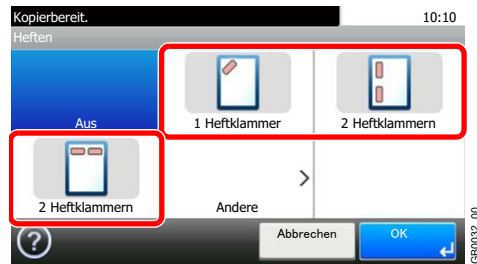 Kopierbereit. 10:10
Heften
Aus 1 Heftklammer 2 Heftklammern
2 Heftklammern Andere >
? Abbrechen OK
GB0032_00